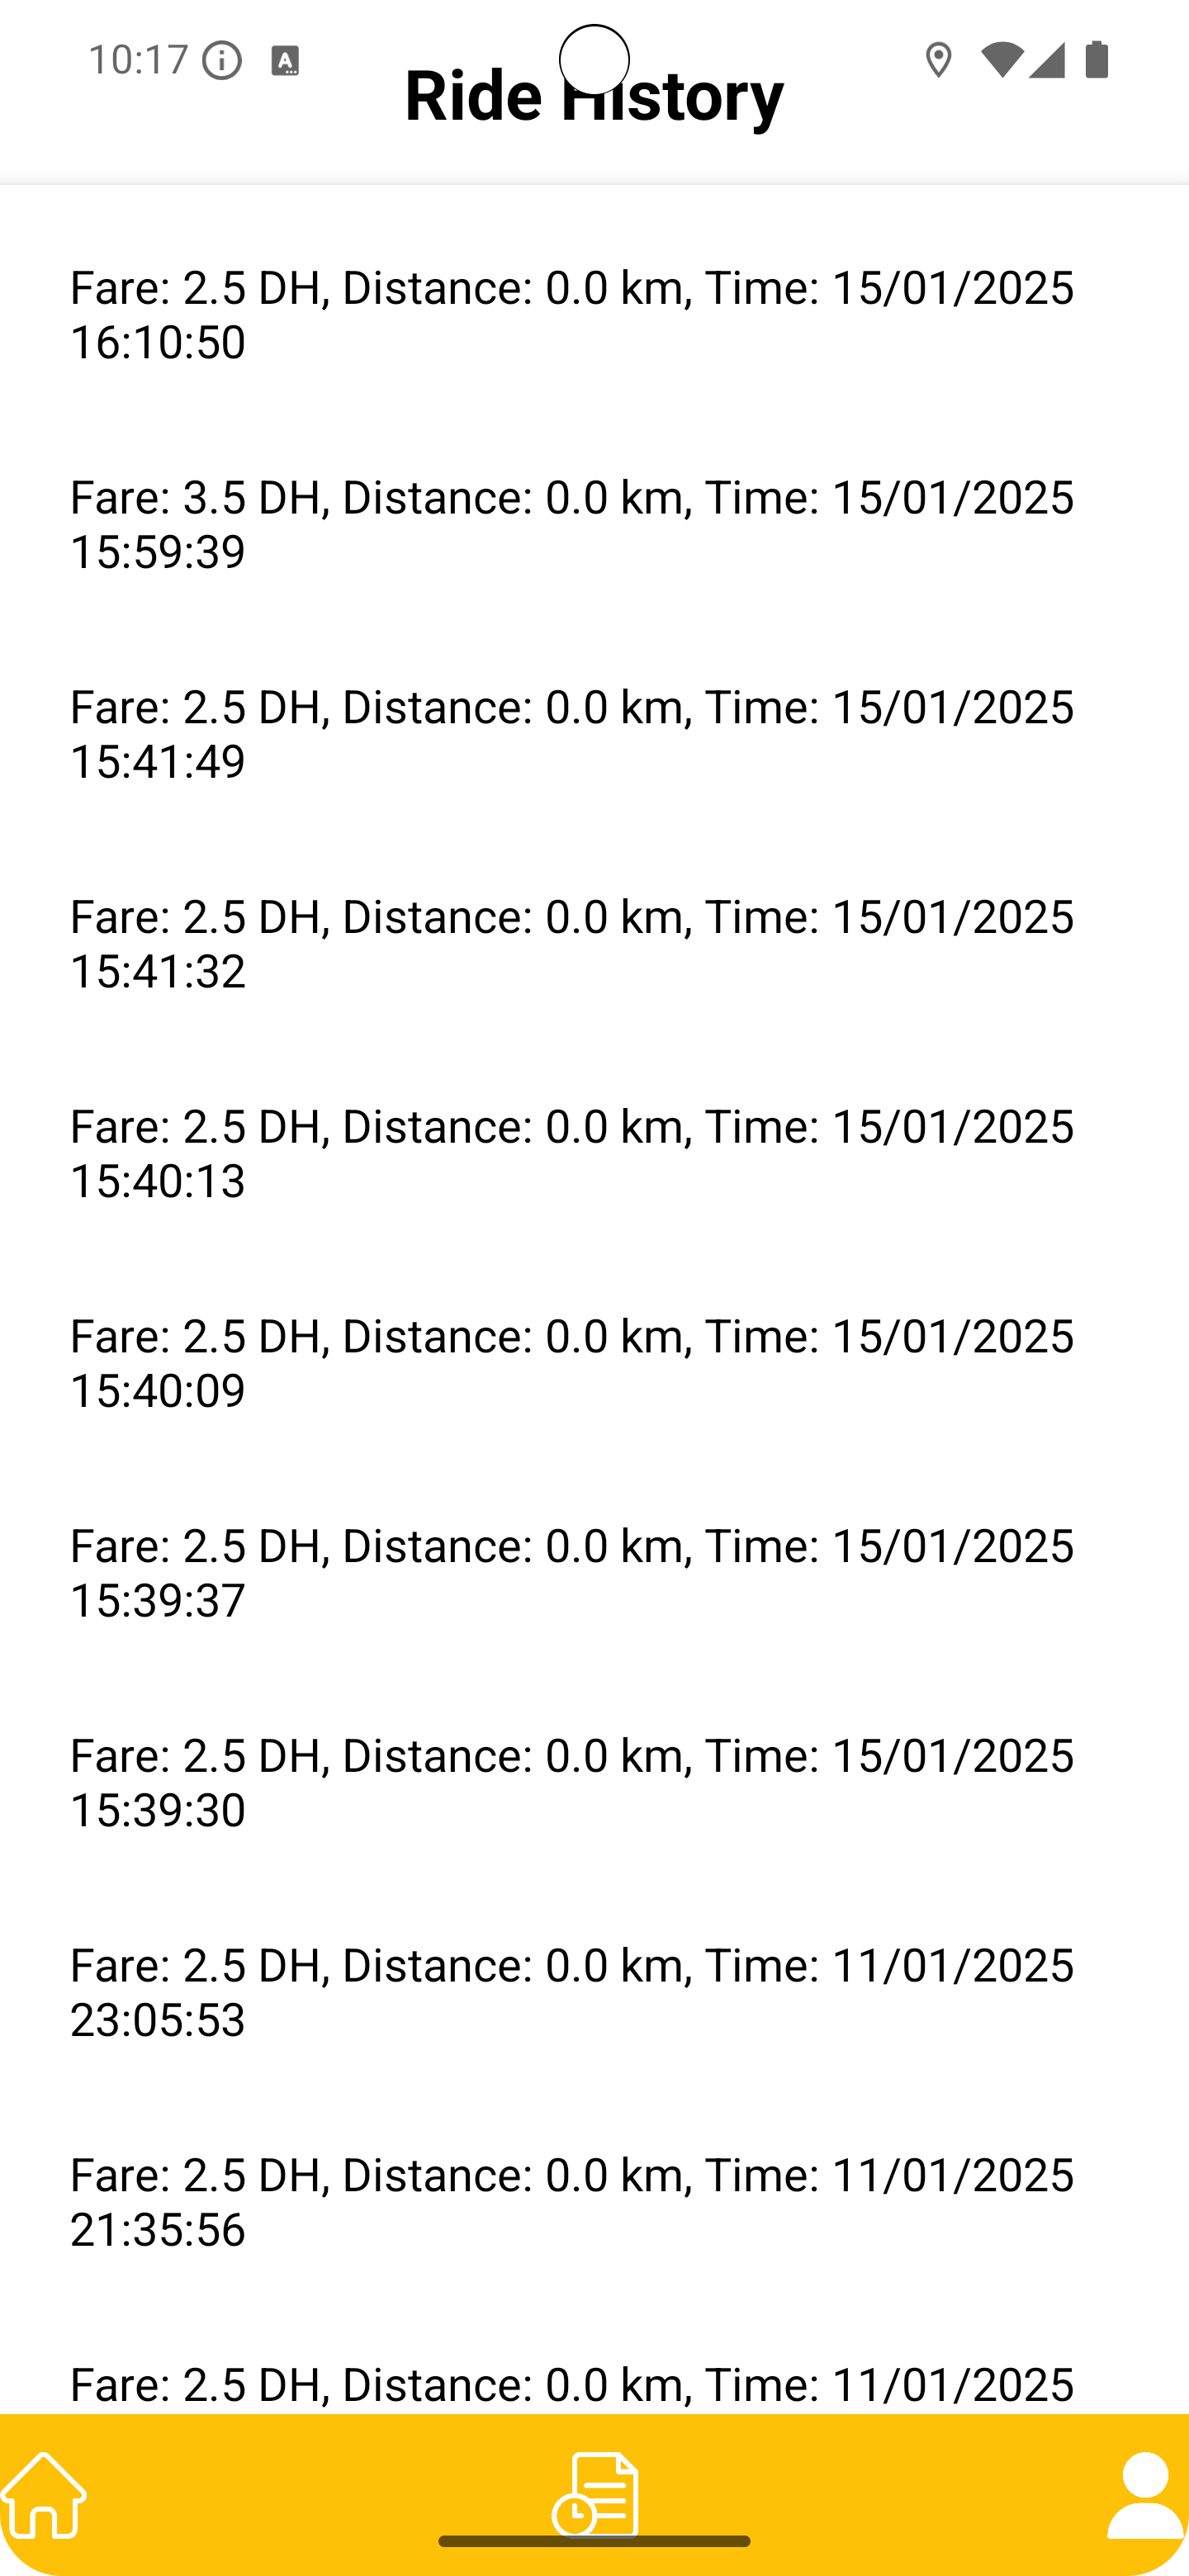 10:17
Ride History
Fare: 2.5 DH, Distance: 0.0 km, Time: 15/01/2025
16:10:50
Fare: 3.5 DH, Distance: 0.0 km, Time: 15/01/2025
15:59:39
Fare: 2.5 DH, Distance: 0.0 km, Time: 15/01/2025
15:41:49
Fare: 2.5 DH, Distance: 0.0 km, Time: 15/01/2025
15:41:32
Fare: 2.5 DH, Distance: 0.0 km, Time: 15/01/2025
15:40:13
Fare: 2.5 DH, Distance: 0.0 km, Time: 15/01/2025
15:40:09
Fare: 2.5 DH, Distance: 0.0 km, Time: 15/01/2025
15:39:37
Fare: 2.5 DH, Distance: 0.0 km, Time: 15/01/2025
15:39:30
Fare: 2.5 DH, Distance: 0.0 km, Time: 11/01/2025
23:05:53
Fare: 2.5 DH, Distance: 0.0 km, Time: 11/01/2025
21:35:56
Fare: 2.5 DH, Distance: 0.0 km, Time: 11/01/2025